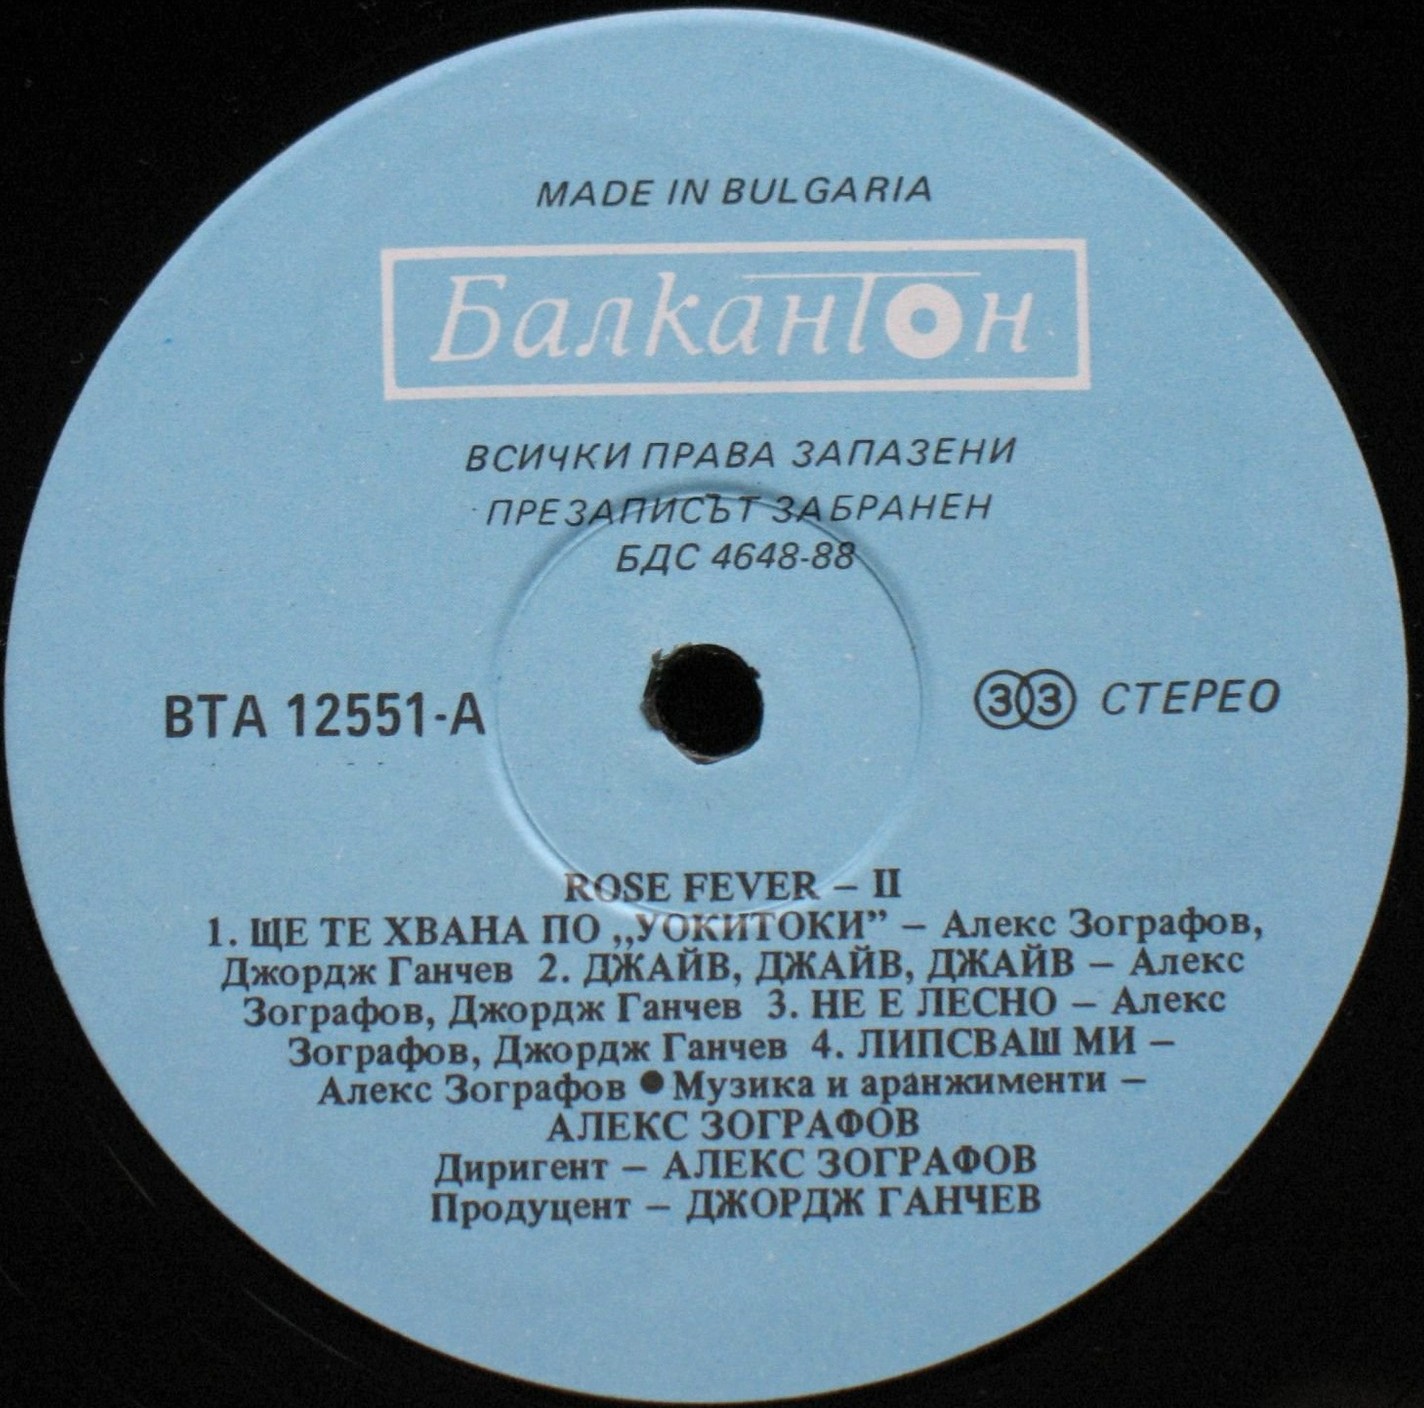 MADE IN BULGARIA
Балкантон
ВСИЧКИ ПРАВА ЗАПАЗЕНИ
ПРЕЗАПИСЪТ ЗАБРАНЕН
БДС 4648-88
ВТА 12551-А
33 СТЕРЕО
ROSE FEVER – II
1. ЩЕ ТЕ ХВАНА ПО „УОКИТОКИ” – Алекс Зографов,
Джордж Ганчев 2. ДЖАЙВ, ДЖАЙВ, ДЖАЙВ – Алекс
Зографов, Джордж Ганчев 3. НЕ Е ЛЕСНО – Алекс
Зографов, Джордж Ганчев 4. ЛИПСВАШ МИ –
Алекс Зографов ● Музика и аранжименти –
АЛЕКС ЗОГРАФОВ
Диригент – АЛЕКС ЗОГРАФОВ
Продуцент – ДЖОРДЖ ГАНЧЕВ